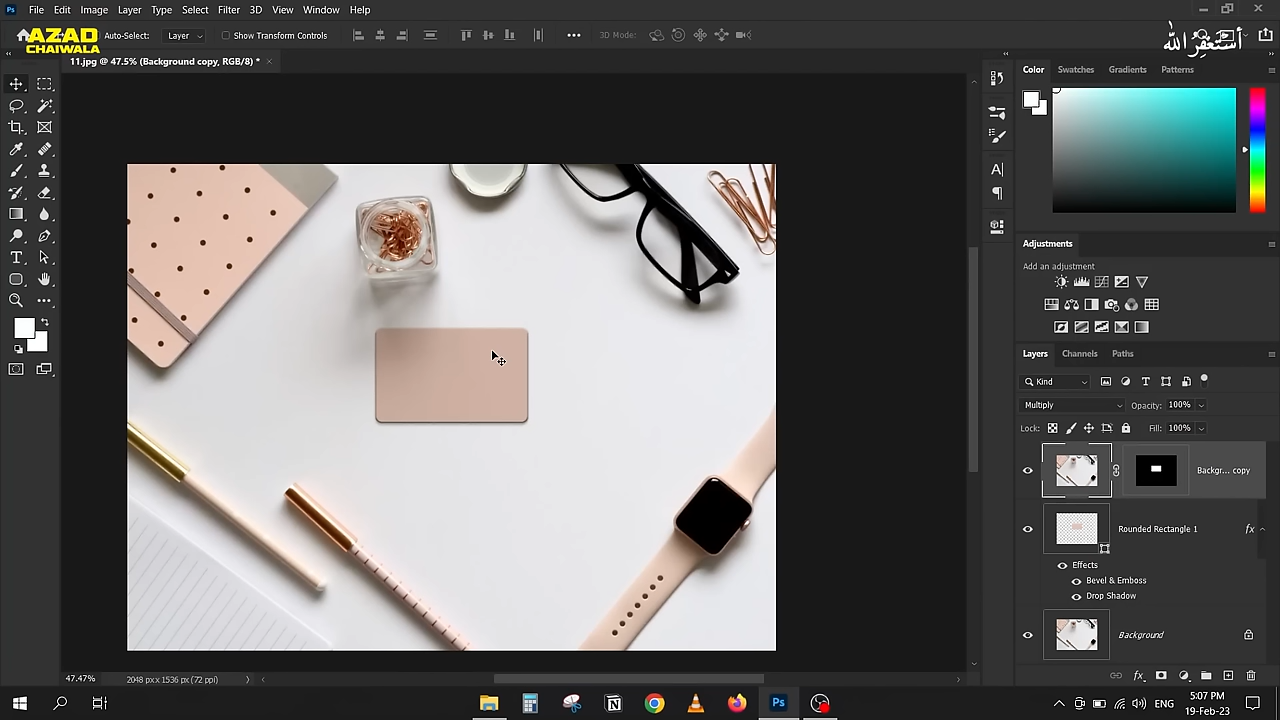 File Edit Image Layer Type Select Filter 3D View Window Help
AZAD
CHAIWALA
Auto-Select: Layer Show Transform Controls 3D Mode:
أستغفر الله
11.jpg @ 47.5% (Background copy, RGB/8) *
Color Swatches Gradients Patterns
Adjustments
Add an adjustment
Layers Channels Paths
Kind
Multiply Opacity: 100%
Lock: Fill: 100%
Backgr... copy
Rounded Rectangle 1 fx
Effects
Bevel & Emboss
Drop Shadow
Background
47.47% 2048 px x 1536 px (72 ppi)
ENG 5:07 PM
19-Feb-23